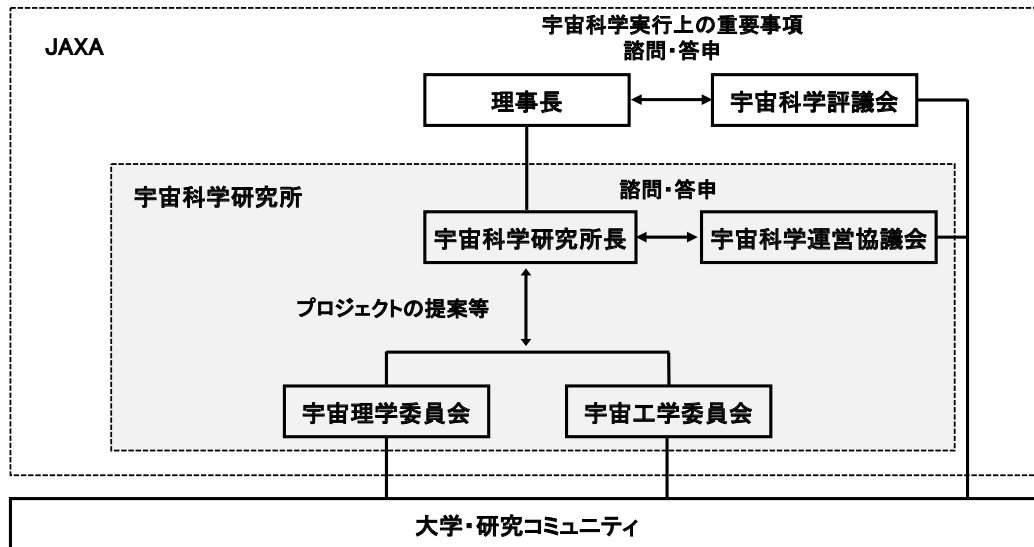 宇宙科学実行上の重要事項
諮問・答申
JAXA
理事長
宇宙科学評議会
宇宙科学研究所
諮問・答申
宇宙科学研究所長
宇宙科学運営協議会
プロジェクトの提案等
宇宙理学委員会
宇宙工学委員会
大学・研究コミュニティ